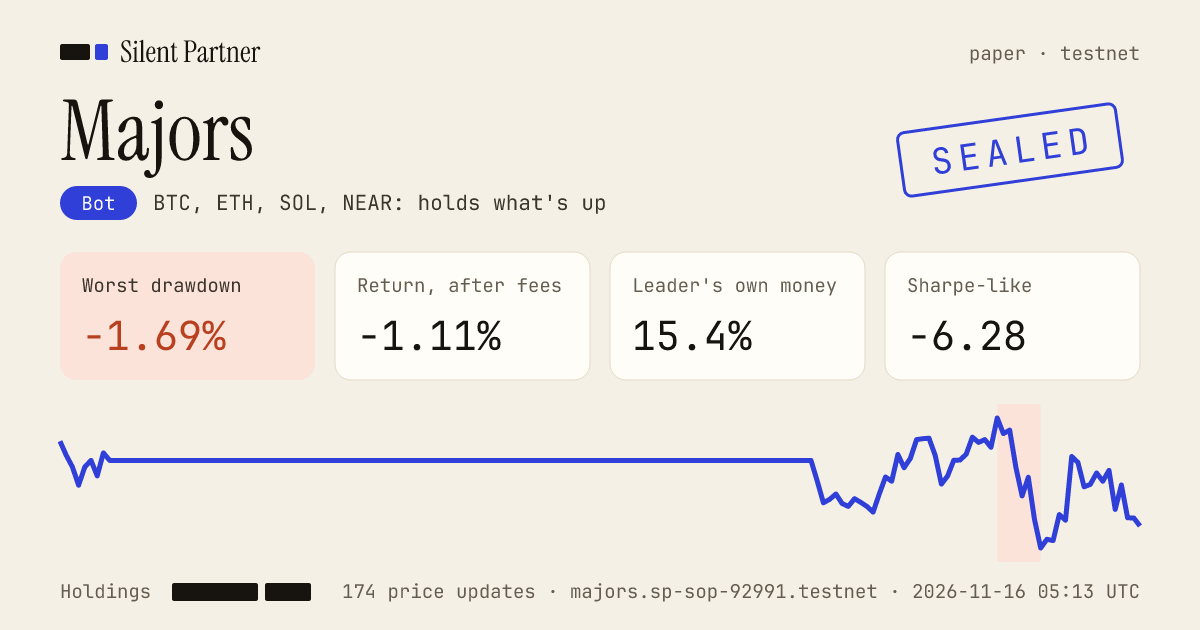 Silent Partner
paper · testnet
Majors
SEALED
Bot
BTC, ETH, SOL, NEAR: holds what's up
Worst drawdown
-1.69%
Return, after fees
-1.11%
Leader's own money
15.4%
Sharpe-like
-6.28
Holdings
174 price updates · majors.sp-sop-92991.testnet · 2026-11-16 05:13 UTC